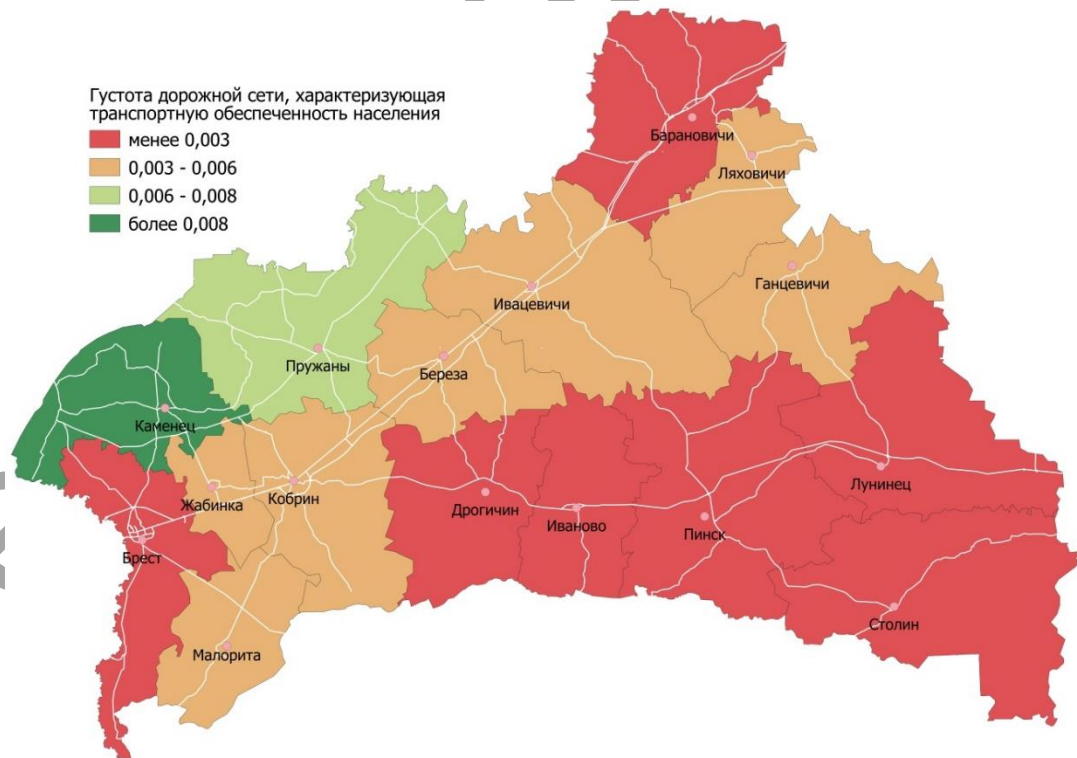 Густота дорожной сети, характеризующая
транспортную обеспеченность населения
менее 0,003
0,003 - 0,006
0,006 - 0,008
более 0,008
Барановичи
Ляховичи
Ганцевичи
Ивацевичи
Пружаны
Береза
Каменец
Жабинка
Кобрин
Дрогичин
Иваново
Пинск
Лунинец
Брест
Столин
Малорита